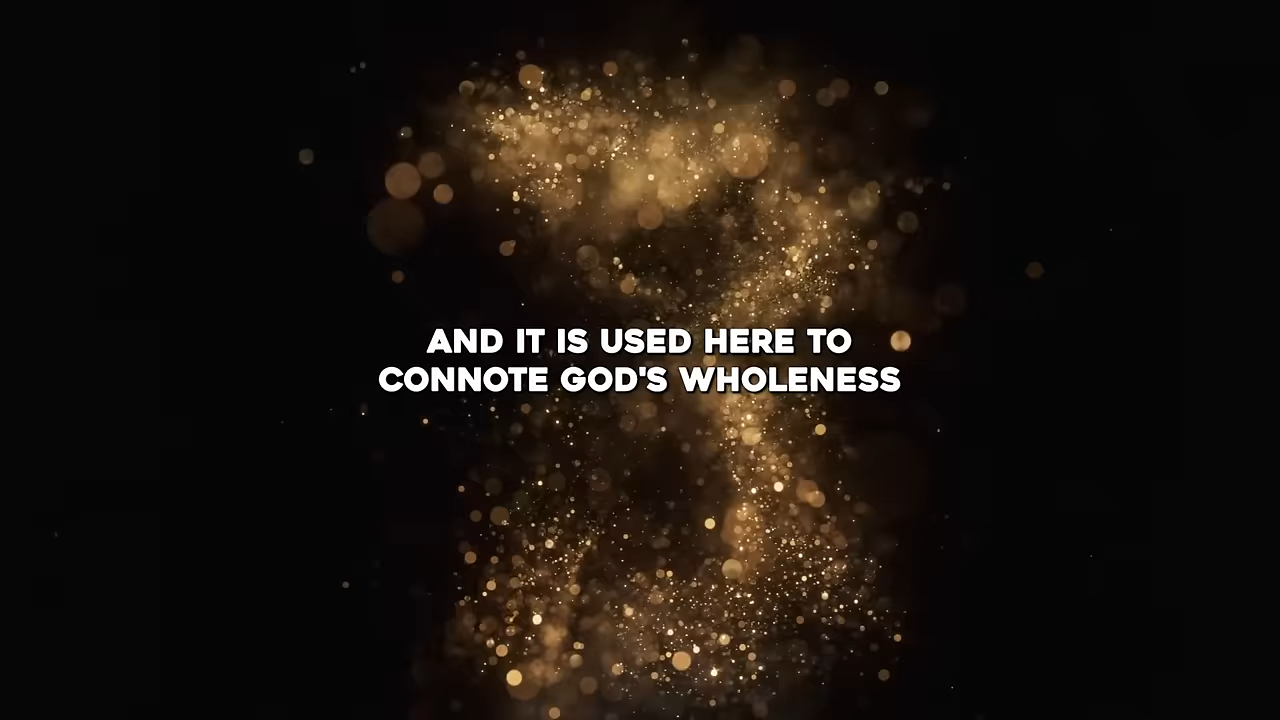 AND IT IS USED HERE TO
CONNOTE GOD'S WHOLENESS